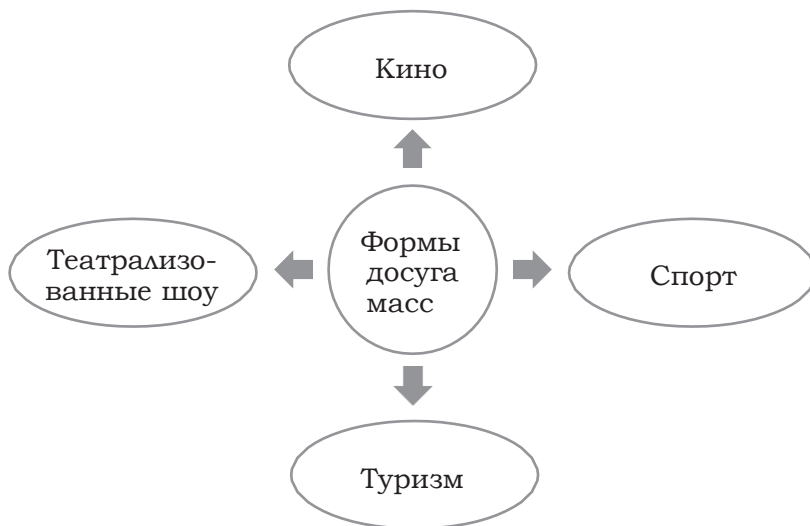 Кино
Театрализо-
ванные шоу
Формы
досуга
масс
Спорт
Туризм